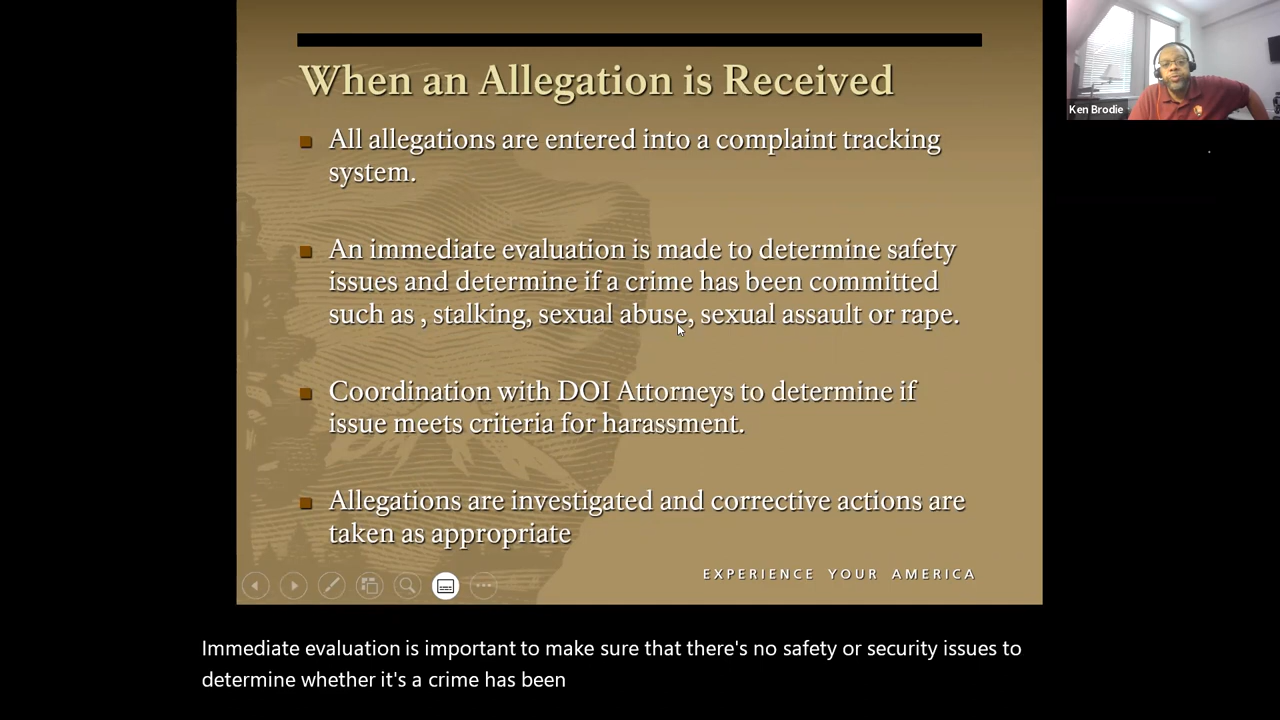 When an Allegation is Received
All allegations are entered into a complaint tracking
system.
An immediate evaluation is made to determine safety
issues and determine if a crime has been committed
such as , stalking, sexual abuse, sexual assault or rape.
Coordination with DOI Attorneys to determine if
issue meets criteria for harassment.
Allegations are investigated and corrective actions are
taken as appropriate
EXPERIENCE YOUR AMERICA
Ken Brodie
Immediate evaluation is important to make sure that there's no safety or security issues to
determine whether it's a crime has been